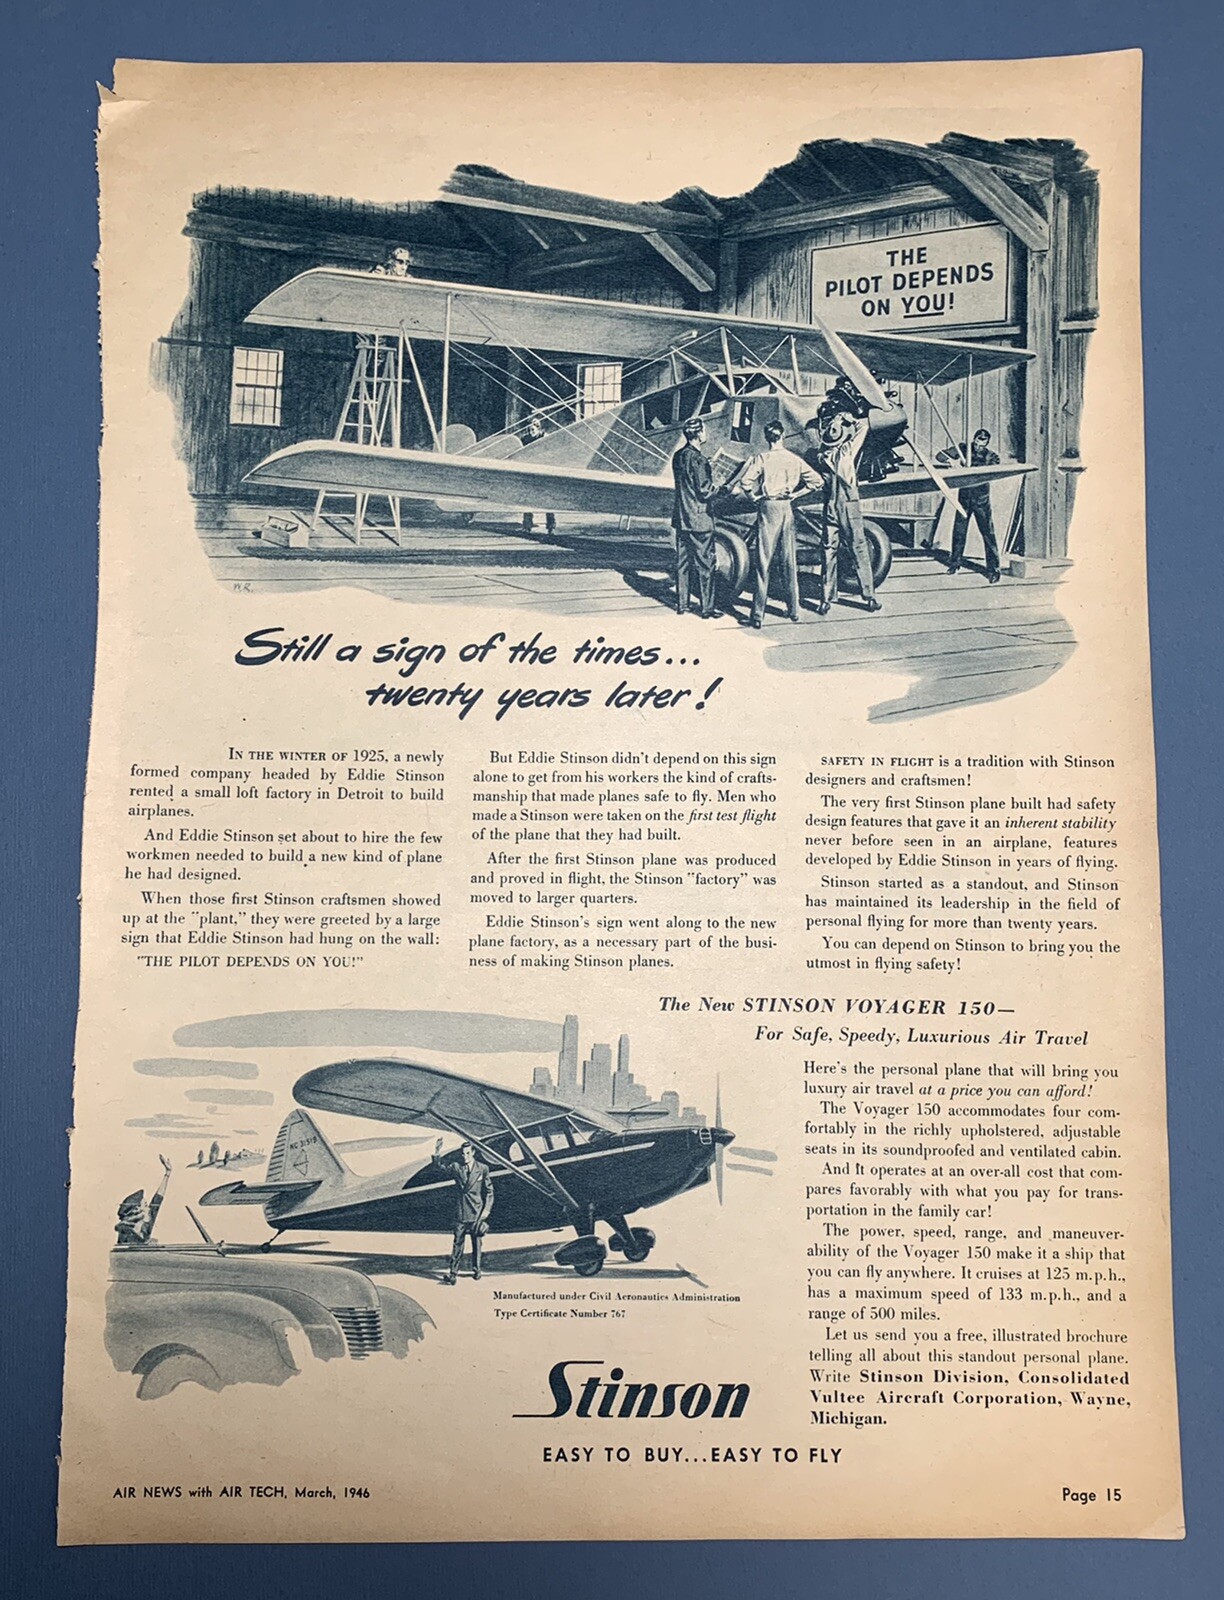 THE
PILOT DEPENDS
ON YOU!
W.R.
Still a sign of the times...
twenty years later!
IN THE WINTER OF 1925, a newly
formed company headed by Eddie Stinson
rented a small loft factory in Detroit to build
airplanes.
And Eddie Stinson set about to hire the few
workmen needed to build a new kind of plane
he had designed.
When those first Stinson craftsmen showed
up at the "plant," they were greeted by a large
sign that Eddie Stinson had hung on the wall:
"THE PILOT DEPENDS ON YOU!"
But Eddie Stinson didn't depend on this sign
alone to get from his workers the kind of crafts-
manship that made planes safe to fly. Men who
made a Stinson were taken on the first test flight
of the plane that they had built.
After the first Stinson plane was produced
and proved in flight, the Stinson "factory" was
moved to larger quarters.
Eddie Stinson's sign went along to the new
plane factory, as a necessary part of the busi-
ness of making Stinson planes.
SAFETY IN FLIGHT is a tradition with Stinson
designers and craftsmen!
The very first Stinson plane built had safety
design features that gave it an inherent stability
never before seen in an airplane, features
developed by Eddie Stinson in years of flying.
Stinson started as a standout, and Stinson
has maintained its leadership in the field of
personal flying for more than twenty years.
You can depend on Stinson to bring you the
utmost in flying safety!
The New STINSON VOYAGER 150—
For Safe, Speedy, Luxurious Air Travel
Here's the personal plane that will bring you
luxury air travel at a price you can afford!
The Voyager 150 accommodates four com-
fortably in the richly upholstered, adjustable
seats in its soundproofed and ventilated cabin.
And It operates at an over-all cost that com-
pares favorably with what you pay for trans-
portation in the family car!
The power, speed, range, and maneuver-
ability of the Voyager 150 make it a ship that
you can fly anywhere. It cruises at 125 m.p.h.,
has a maximum speed of 133 m.p.h., and a
range of 500 miles.
Let us send you a free, illustrated brochure
telling all about this standout personal plane.
Write Stinson Division, Consolidated
Vultee Aircraft Corporation, Wayne,
Michigan.
NC 31519
Manufactured under Civil Aeronautics Administration
Type Certificate Number 767
Stinson
EASY TO BUY...EASY TO FLY
AIR NEWS with AIR TECH, March, 1946
Page 15